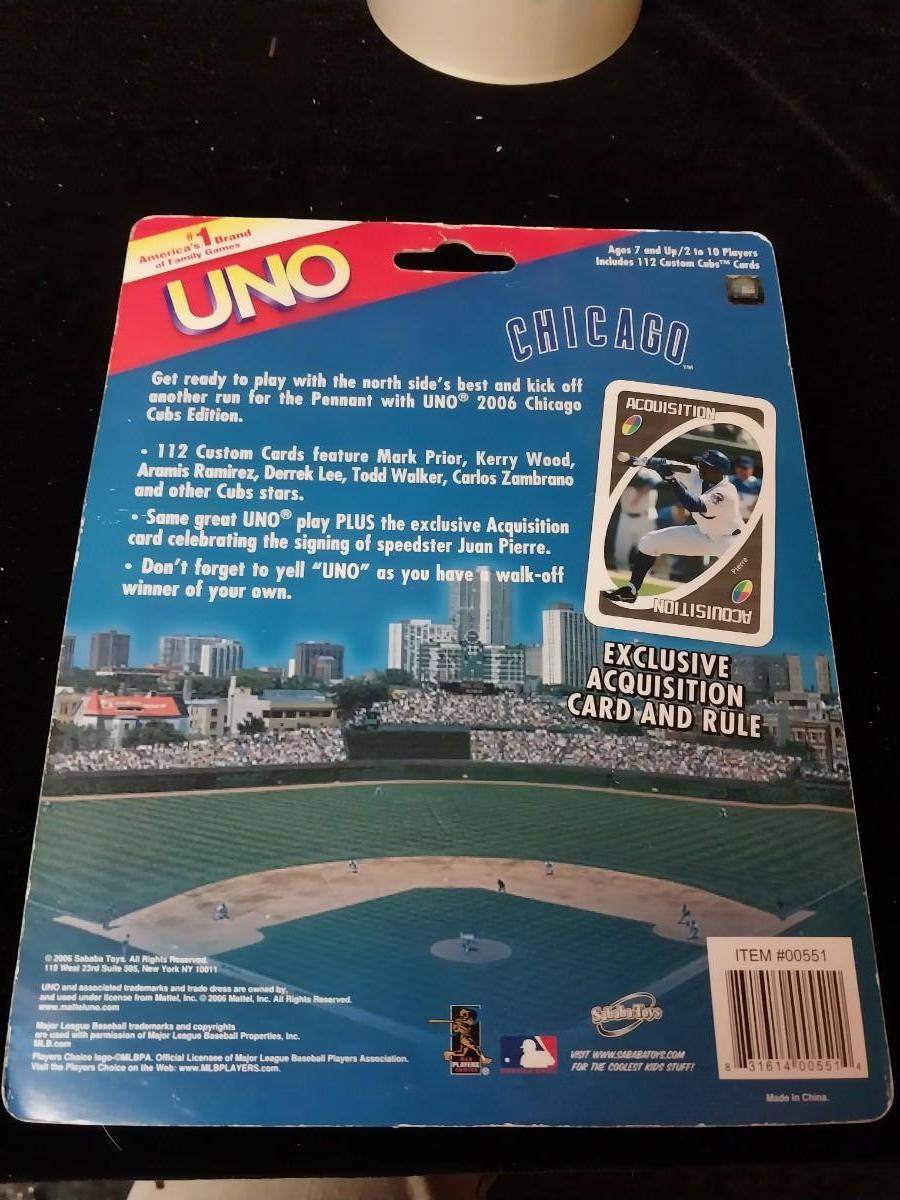 #1 Brand
America's
of Family Games
UNO
Ages 7 and Up/2 to 10 Players
Includes 112 Custom Cubs™ Cards
CHICAGO™
Get ready to play with the north side's best and kick off
another run for the Pennant with UNO® 2006 Chicago
Cubs Edition.
• 112 Custom Cards feature Mark Prior, Kerry Wood,
Aramis Ramirez, Derrek Lee, Todd Walker, Carlos Zambrano
and other Cubs stars.
• Same great UNO® play PLUS the exclusive Acquisition
card celebrating the signing of speedster Juan Pierre.
• Don't forget to yell "UNO" as you have a walk-off
winner of your own.
ACQUISITION
Pierre
ACQUISITION
EXCLUSIVE
ACQUISITION
CARD AND RULE
© 2006 Sababa Toys. All Rights Reserved.
119 West 23rd Suite 505, New York NY 10011
UNO and associated trademarks and trade dress are owned by,
and used under license from Mattel, Inc. © 2006 Mattel, Inc. All Rights Reserved.
www.matteluno.com
Major League Baseball trademarks and copyrights
are used with permission of Major League Baseball Properties, Inc.
MLB.com
Players Choice logo-©MLBPA. Official Licensee of Major League Baseball Players Association.
Visit the Players Choice on the Web: www.MLBPLAYERS.com.
PLAYERS
CHOICE
®
Sababa Toys
VISIT WWW.SABABATOYS.COM
FOR THE COOLEST KIDS STUFF!
ITEM #00551
8 31614 00551 4
Made In China.